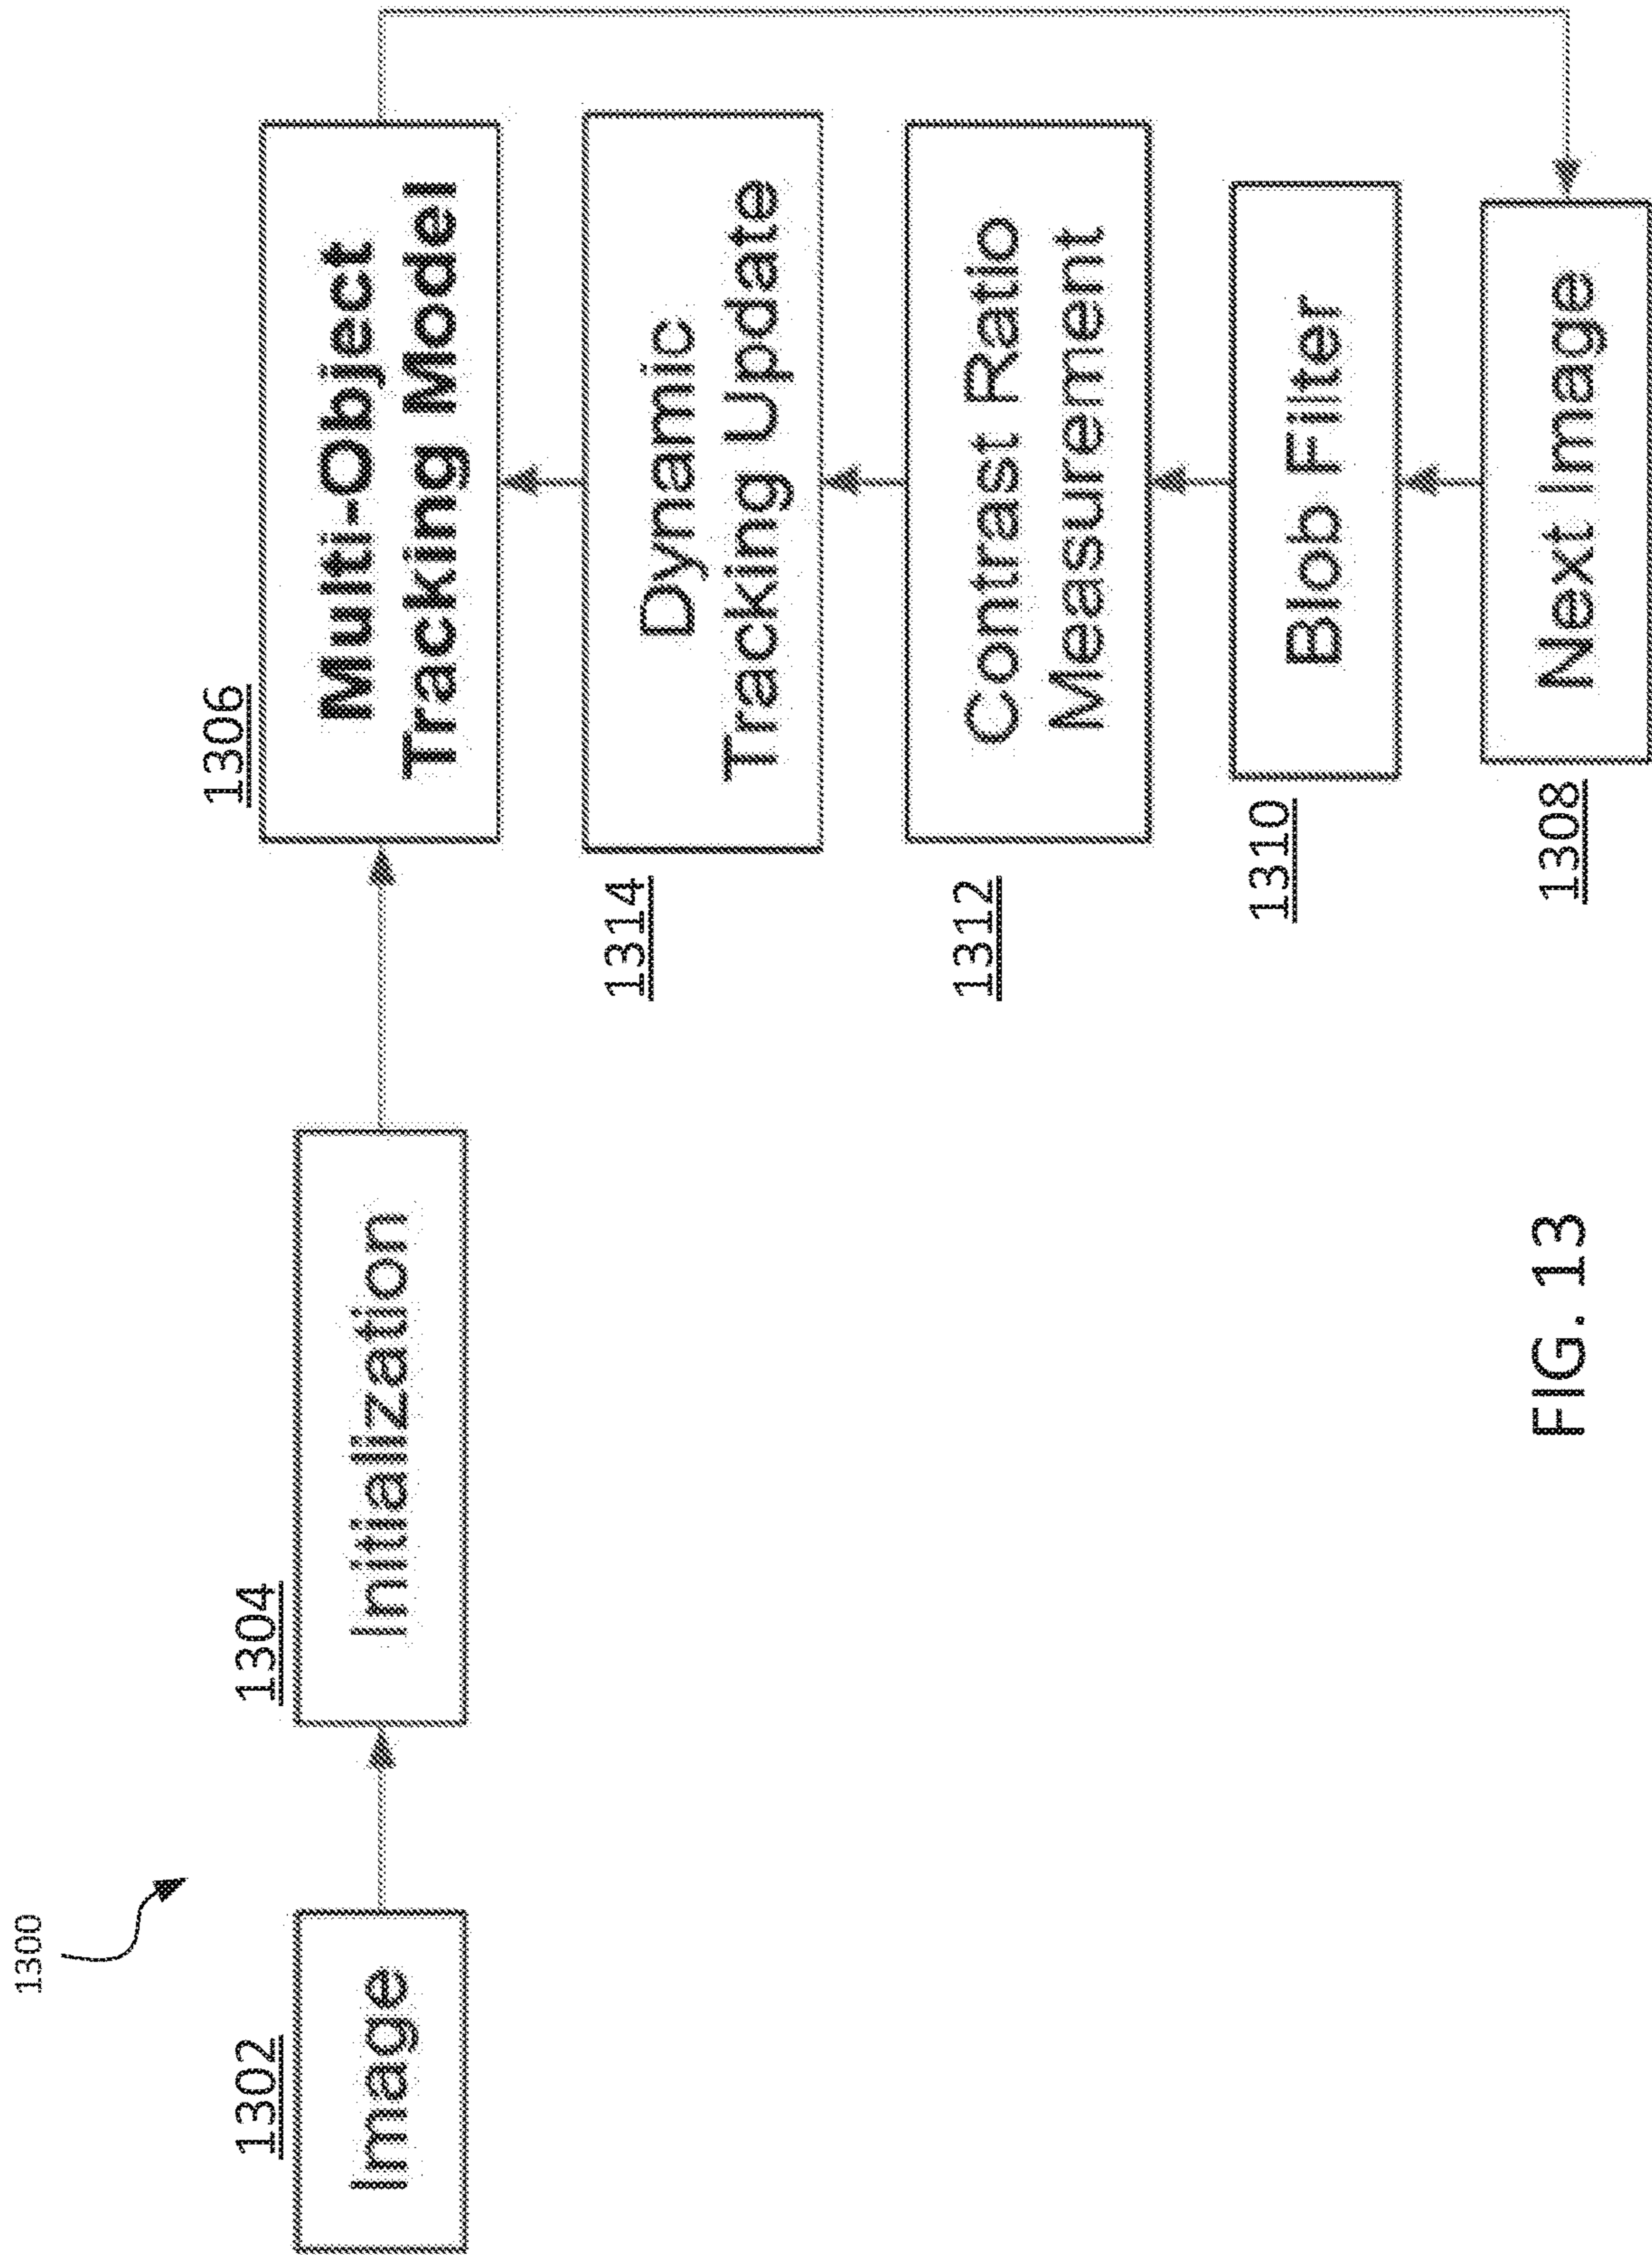 1300
1302
Image
1304
Initialization
1306
Multi-Object
Tracking Model
1314
Dynamic
Tracking Update
1312
Contrast Ratio
Measurement
1310
Blob Filter
1308
Next Image
FIG. 13